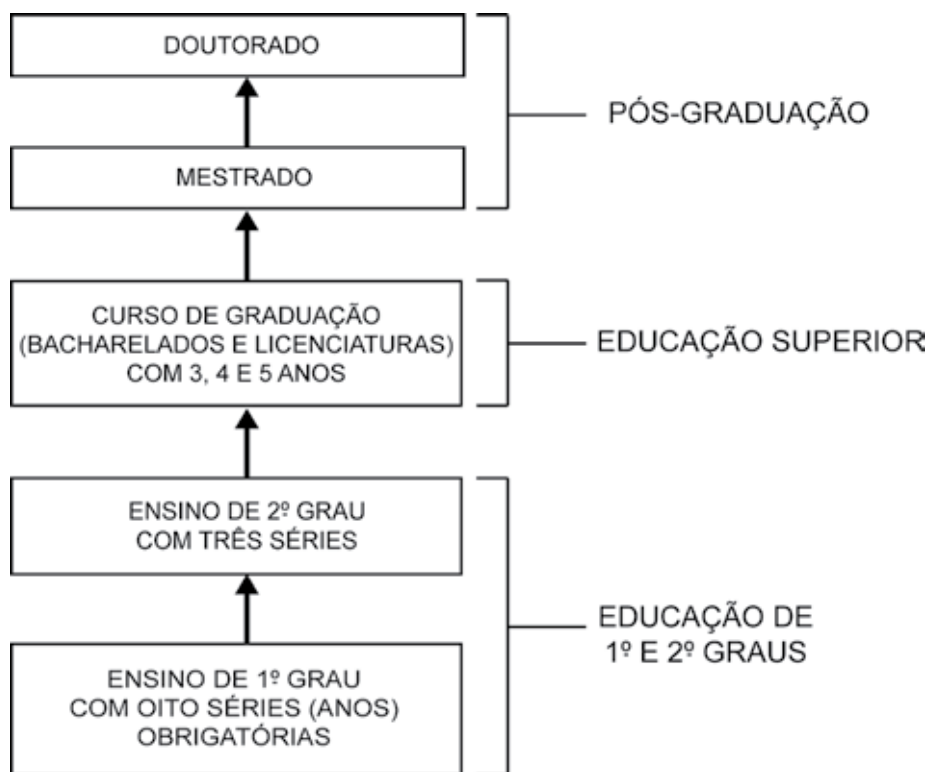 DOUTORADO
PÓS-GRADUAÇÃO
MESTRADO
CURSO DE GRADUAÇÃO
(BACHARELADOS E LICENCIATURAS)
COM 3, 4 E 5 ANOS
EDUCAÇÃO SUPERIOR
ENSINO DE 2º GRAU
COM TRÊS SÉRIES
EDUCAÇÃO DE
1º E 2º GRAUS
ENSINO DE 1º GRAU
COM OITO SÉRIES (ANOS)
OBRIGATÓRIAS